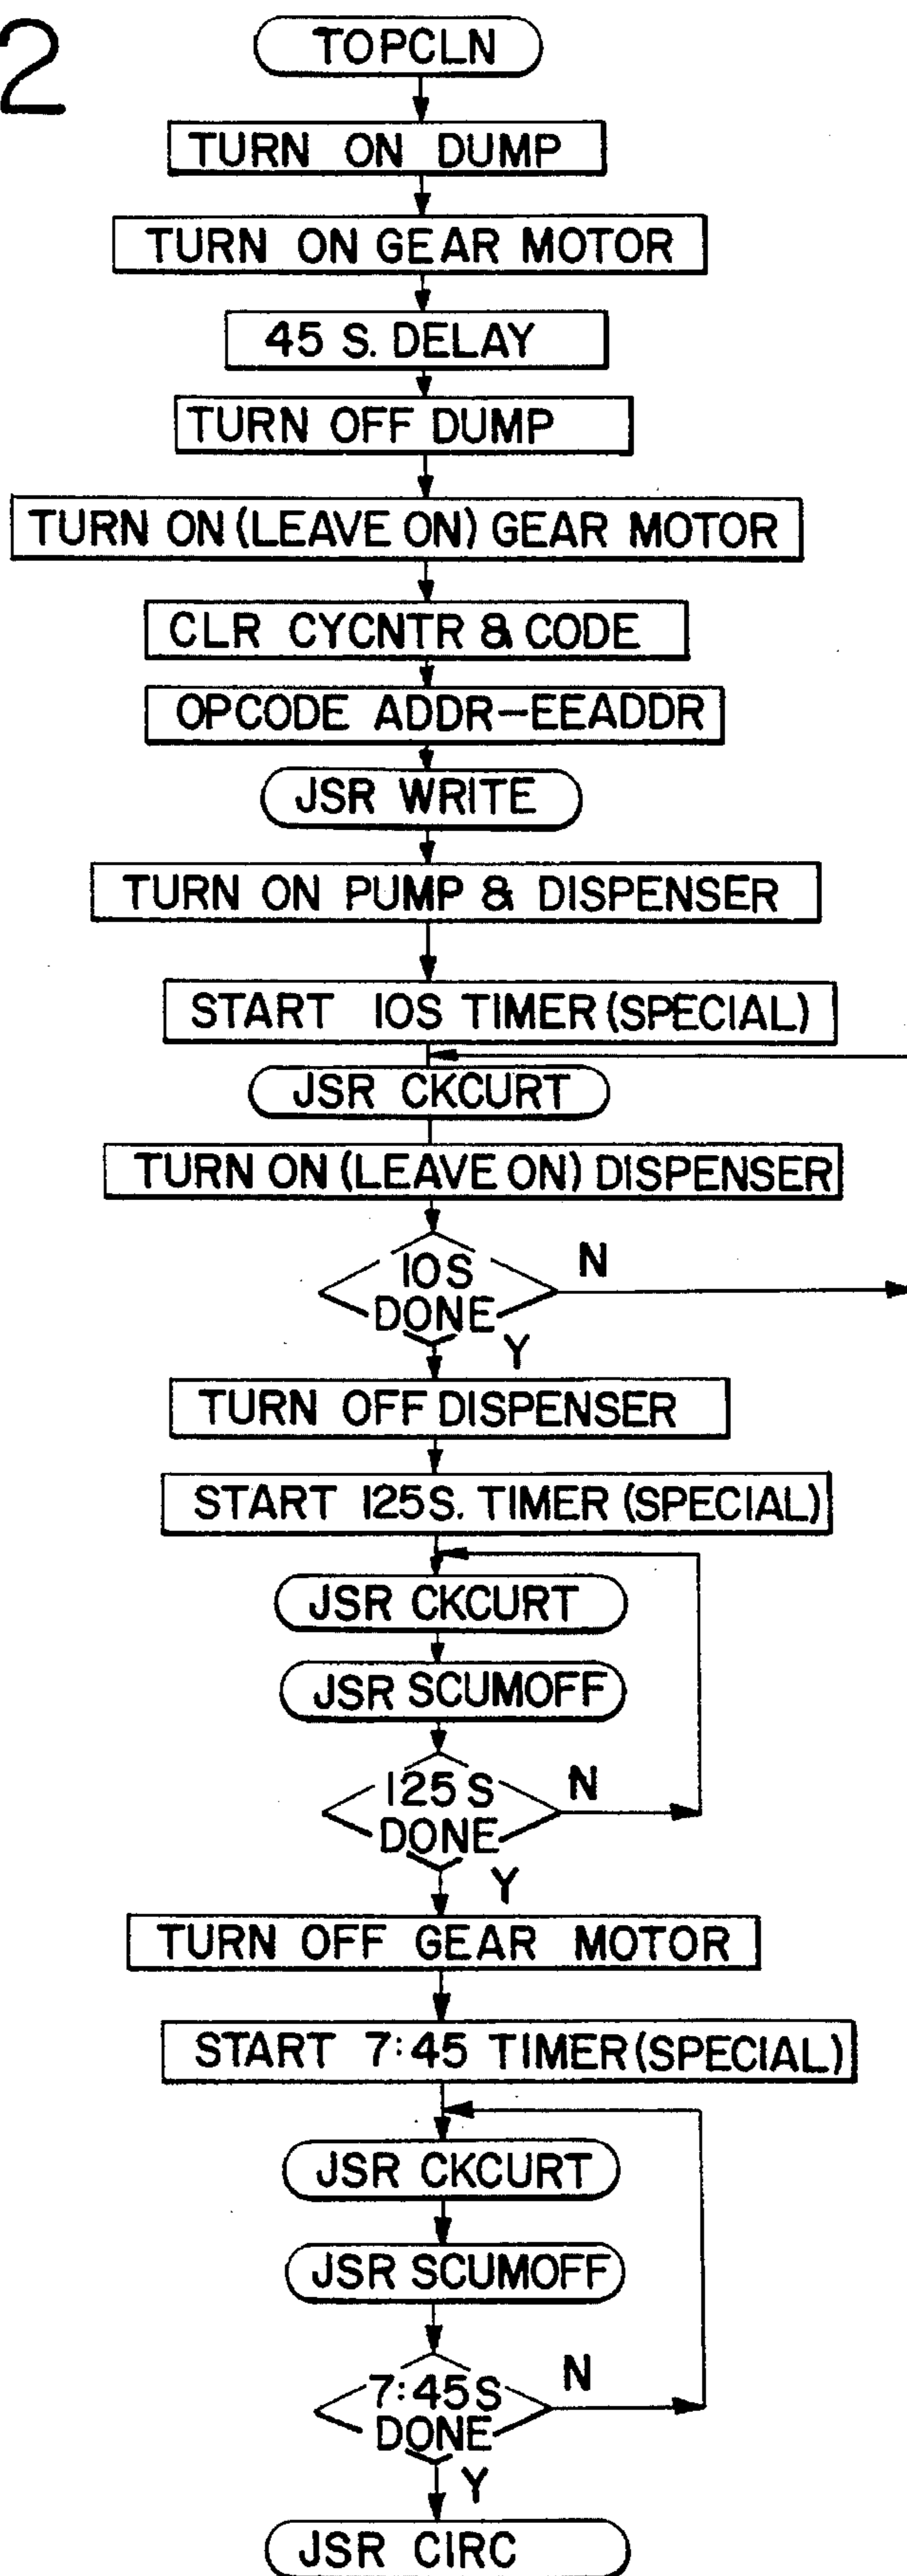 2
TOPCLN
TURN ON DUMP
TURN ON GEAR MOTOR
45 S. DELAY
TURN OFF DUMP
TURN ON (LEAVE ON) GEAR MOTOR
CLR CYCNTR & CODE
OPCODE ADDR-EEADDR
JSR WRITE
TURN ON PUMP & DISPENSER
START 10S TIMER (SPECIAL)
JSR CKCURT
TURN ON (LEAVE ON) DISPENSER
10S
DONE
N
Y
TURN OFF DISPENSER
START 125S. TIMER (SPECIAL)
JSR CKCURT
JSR SCUMOFF
125 S
DONE
N
Y
TURN OFF GEAR MOTOR
START 7:45 TIMER (SPECIAL)
JSR CKCURT
JSR SCUMOFF
7:45S
DONE
N
Y
JSR CIRC